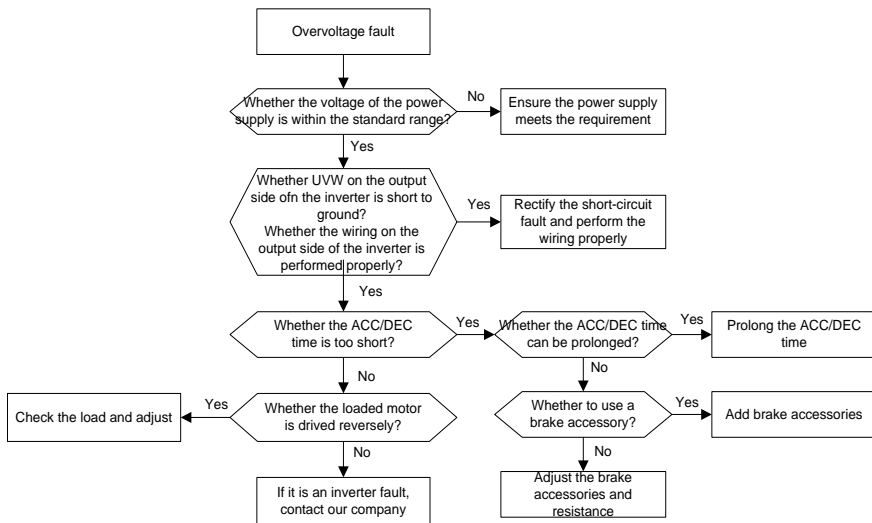 Overvoltage fault
Whether the voltage of the power
supply is within the standard range?
No
Ensure the power supply
meets the requirement
Yes
Whether UVW on the output
side ofn the inverter is short to
ground?
Whether the wiring on the
output side of the inverter is
performed properly?
Yes
Rectify the short-circuit
fault and perform the
wiring properly
Yes
Whether the ACC/DEC
time is too short?
Yes
Whether the ACC/DEC time
can be prolonged?
Yes
Prolong the ACC/DEC
time
No
No
Check the load and adjust
Yes
Whether the loaded motor
is drived reversely?
Whether to use a
brake accessory?
Yes
Add brake accessories
No
No
If it is an inverter fault,
contact our company
Adjust the brake
accessories and
resistance